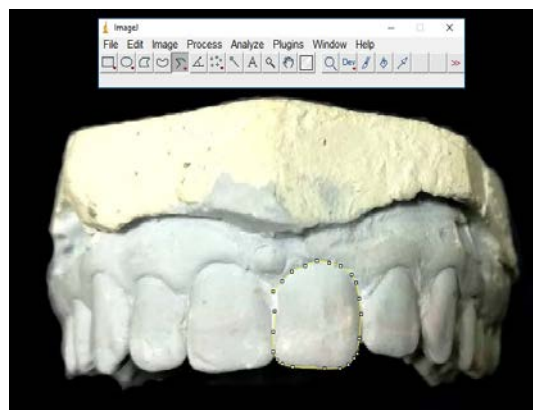 ImageJ
File Edit Image Process Analyze Plugins Window Help
A Dev >>